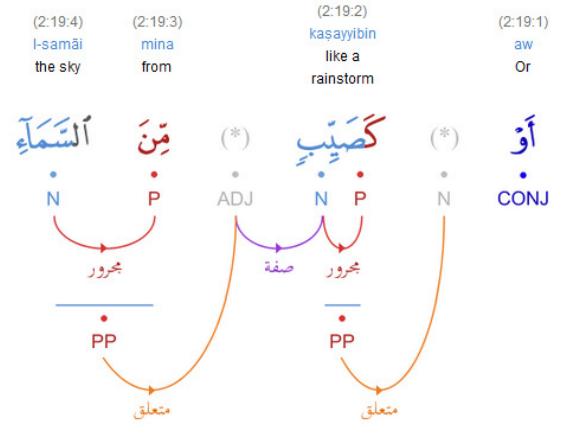 (2:19:4) (2:19:3) (2:19:2) (2:19:1)
l-samāi mina kaṣayyibin aw
the sky from like a rainstorm Or
أَوْ (*) كَصَيِّبٍ (*) مِّنَ ٱلسَّمَآءِ
N P ADJ N P N CONJ
مجرور صفة مجرور
PP PP
متعلق متعلق